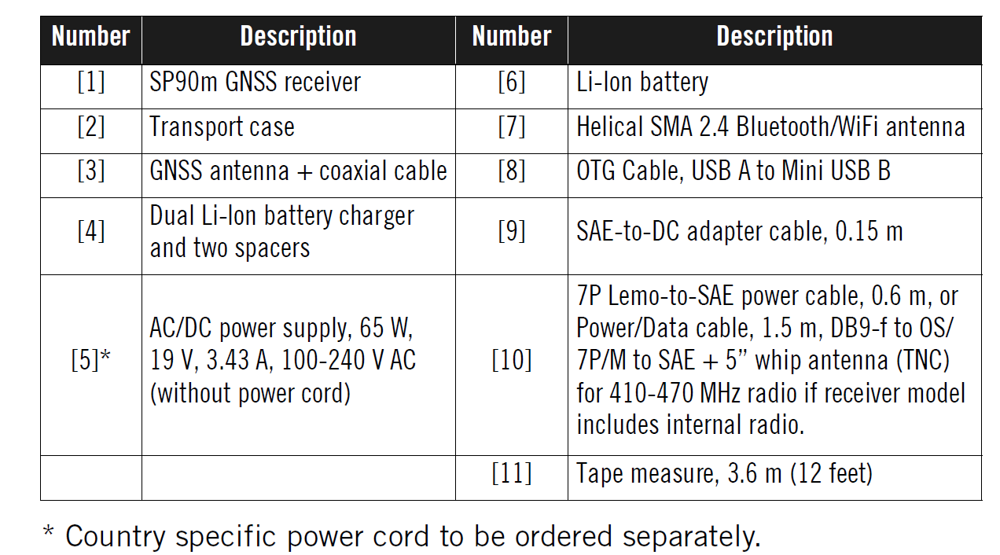 Number Description Number Description
[1] SP90m GNSS receiver [6] Li-Ion battery
[2] Transport case [7] Helical SMA 2.4 Bluetooth/WiFi antenna
[3] GNSS antenna + coaxial cable [8] OTG Cable, USB A to Mini USB B
[4] Dual Li-Ion battery charger
and two spacers
[9] SAE-to-DC adapter cable, 0.15 m
[5]* AC/DC power supply, 65 W,
19 V, 3.43 A, 100-240 V AC
(without power cord)
[10] 7P Lemo-to-SAE power cable, 0.6 m, or
Power/Data cable, 1.5 m, DB9-f to OS/
7P/M to SAE + 5” whip antenna (TNC)
for 410-470 MHz radio if receiver model
includes internal radio.
[11] Tape measure, 3.6 m (12 feet)
* Country specific power cord to be ordered separately.